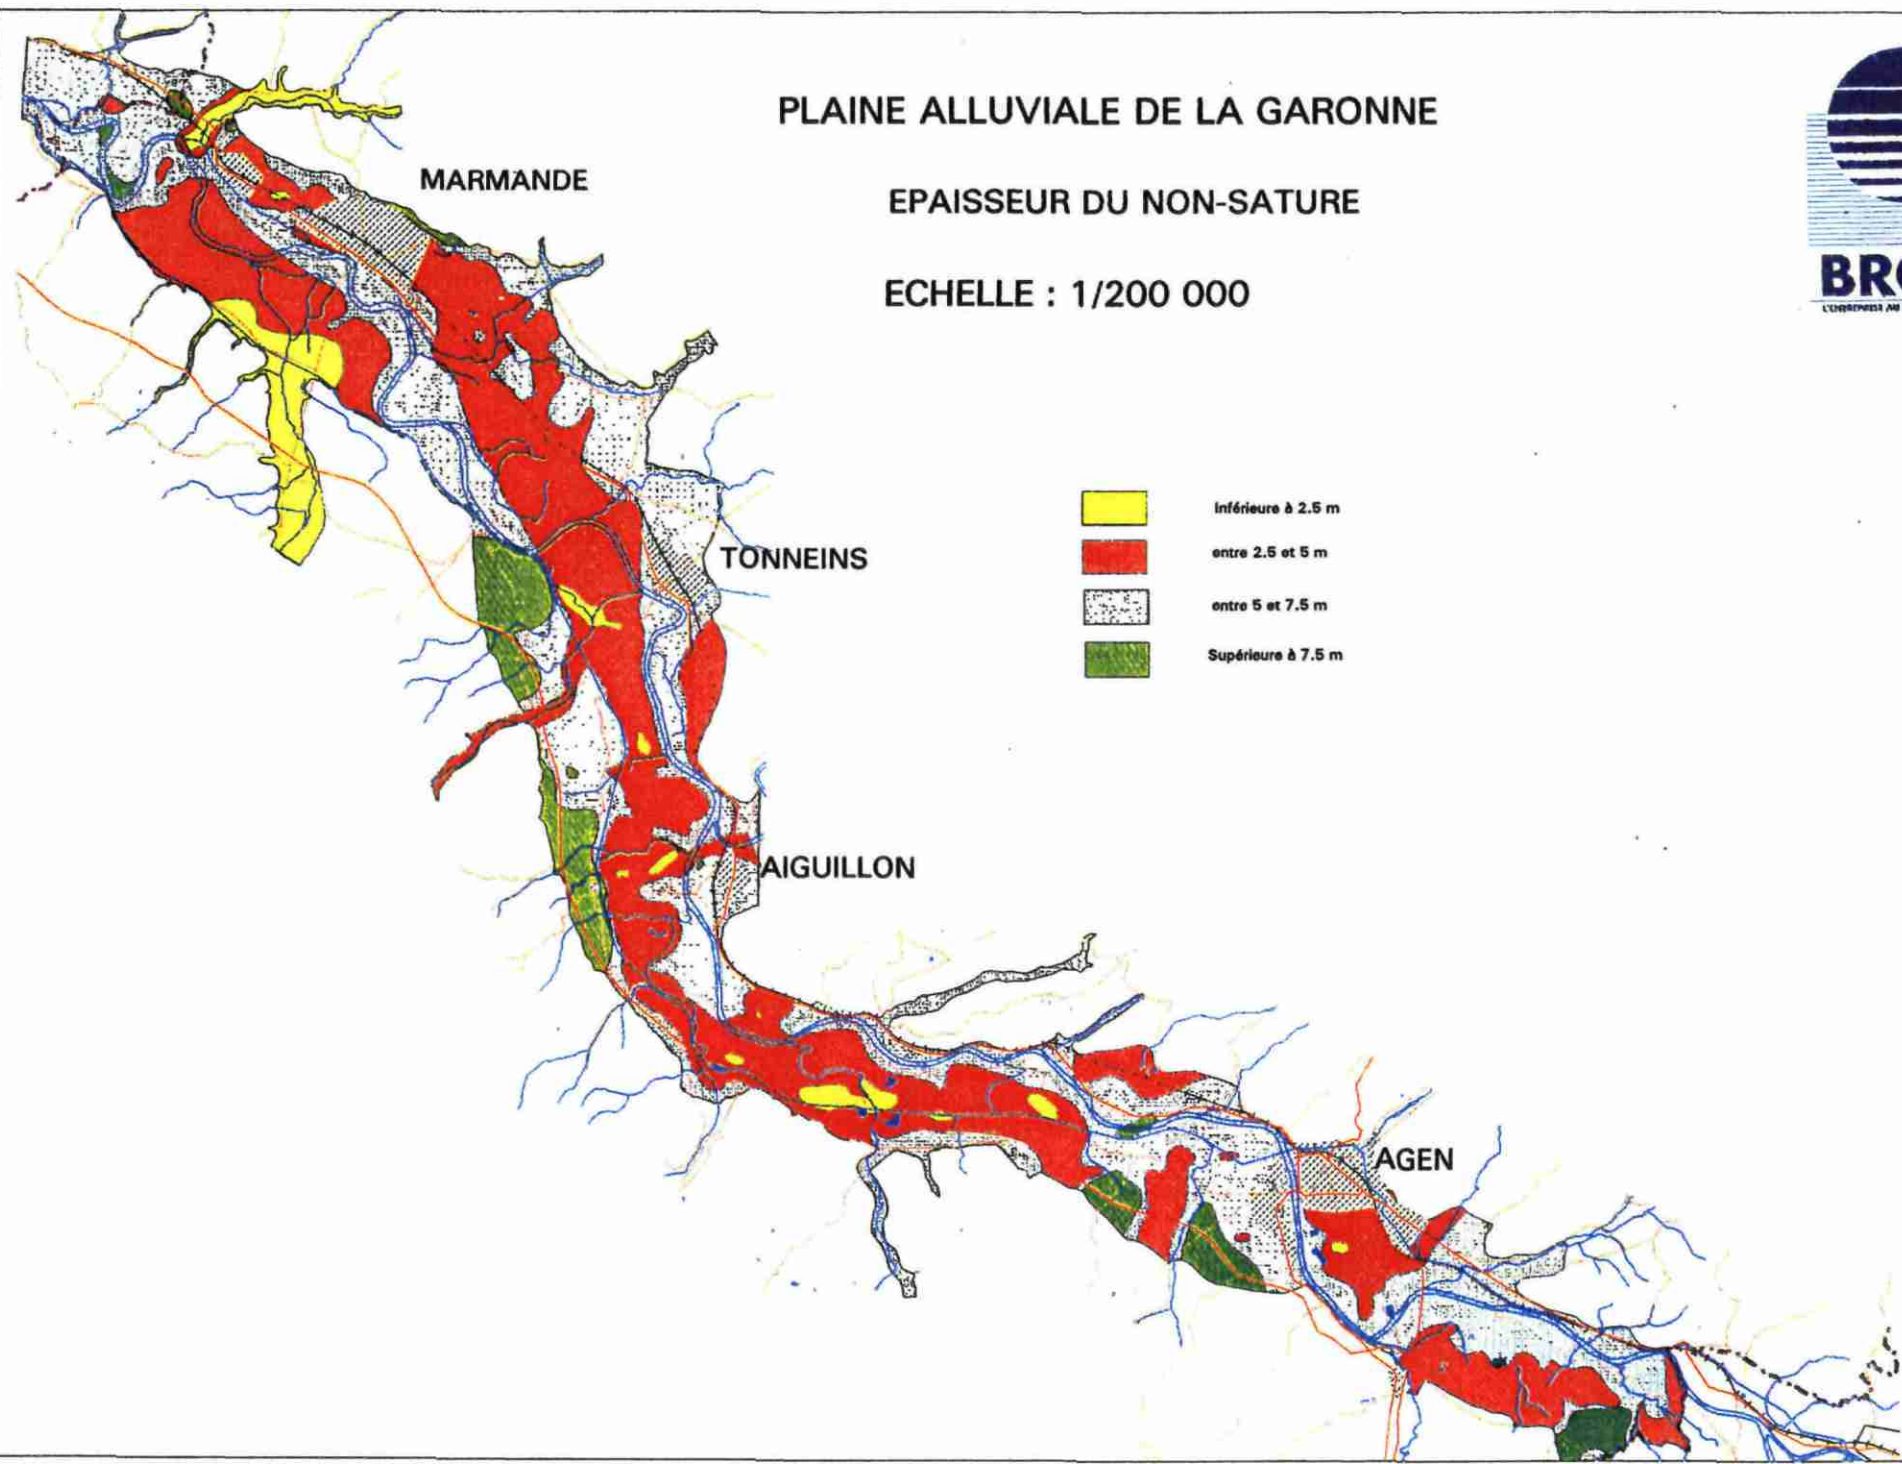 PLAINE ALLUVIALE DE LA GARONNE
EPAISSEUR DU NON-SATURE
ECHELLE : 1/200 000
MARMANDE
TONNEINS
AIGUILLON
AGEN
Inférieure à 2.5 m
entre 2.5 et 5 m
entre 5 et 7.5 m
Supérieure à 7.5 m